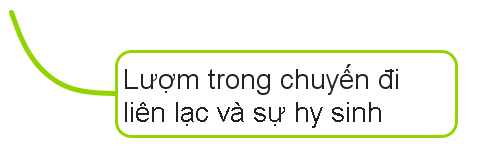 Lượm trong chuyến đi
liên lạc và sự hy sinh